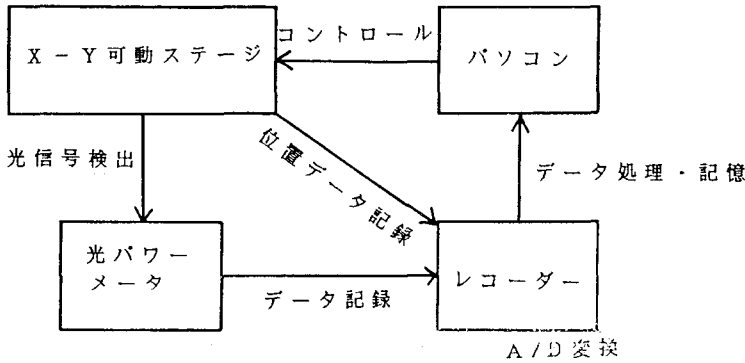 X－Y可動ステージ
コントロール
パソコン
光信号検出
位置データ記録
データ処理・記憶
光パワー
メータ
データ記録
レコーダー
A/D変換